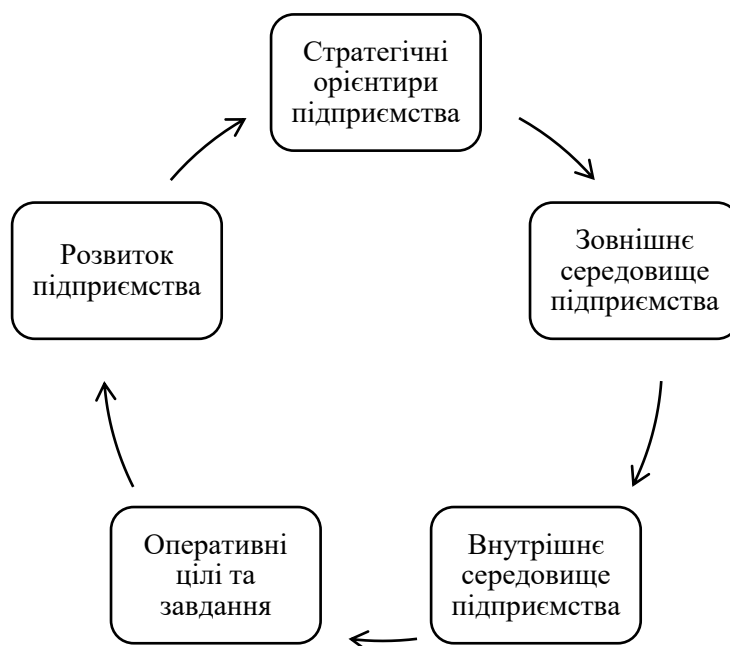 Стратегічні
орієнтири
підприємства
Зовнішнє
середовище
підприємства
Внутрішнє
середовище
підприємства
Оперативні
цілі та
завдання
Розвиток
підприємства